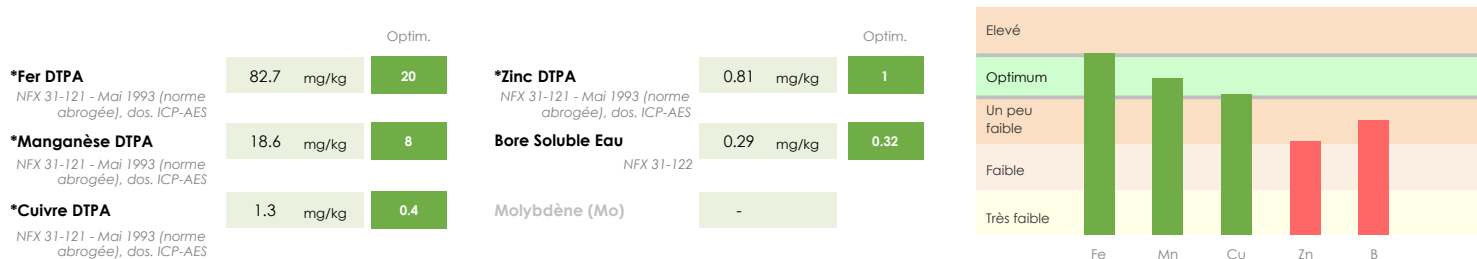 Optim.
*Fer DTPA 82.7 mg/kg 20
NFX 31-121 - Mai 1993 (norme
abrogée), dos. ICP-AES
*Manganèse DTPA 18.6 mg/kg 8
NFX 31-121 - Mai 1993 (norme
abrogée), dos. ICP-AES
*Cuivre DTPA 1.3 mg/kg 0.4
NFX 31-121 - Mai 1993 (norme
abrogée), dos. ICP-AES
Optim.
*Zinc DTPA 0.81 mg/kg 1
NFX 31-121 - Mai 1993 (norme
abrogée), dos. ICP-AES
Bore Soluble Eau 0.29 mg/kg 0.32
NFX 31-122
Molybdène (Mo) -
Elevé
Optimum
Un peu
faible
Faible
Très faible
Fe Mn Cu Zn B